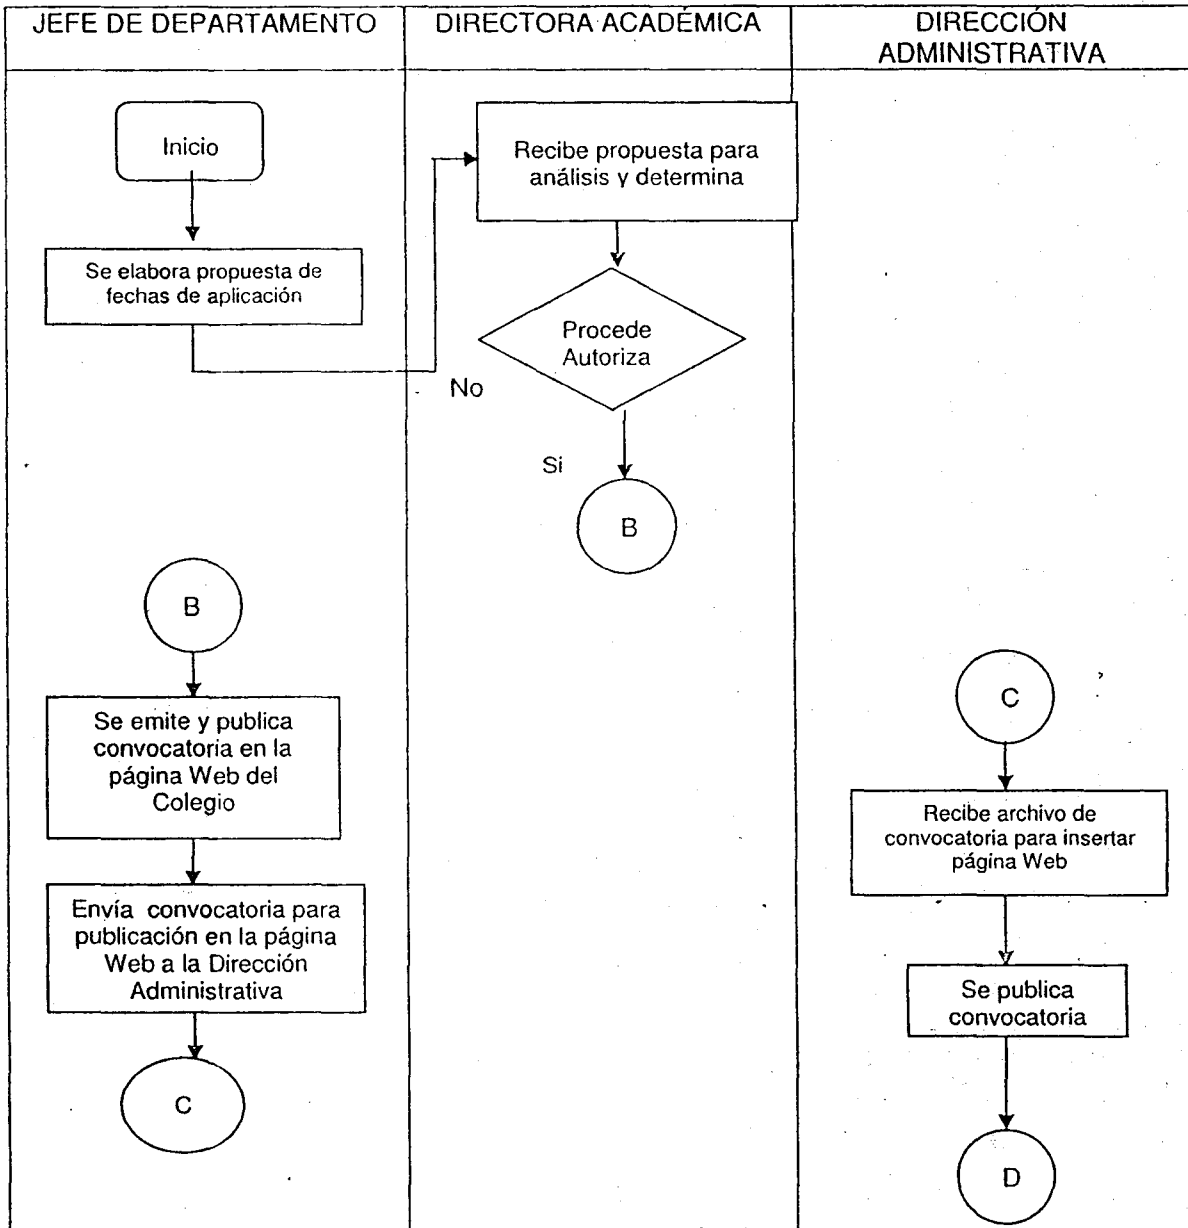 JEFE DE DEPARTAMENTO
DIRECTORA ACADÉMICA
DIRECCIÓN
ADMINISTRATIVA
Inicio
Se elabora propuesta de
fechas de aplicación
Recibe propuesta para
análisis y determina
Procede
Autoriza
No
Si
B
B
Se emite y publica
convocatoria en la
página Web del
Colegio
Envía convocatoria para
publicación en la página
Web a la Dirección
Administrativa
C
C
Recibe archivo de
convocatoria para insertar
página Web
Se publica
convocatoria
D